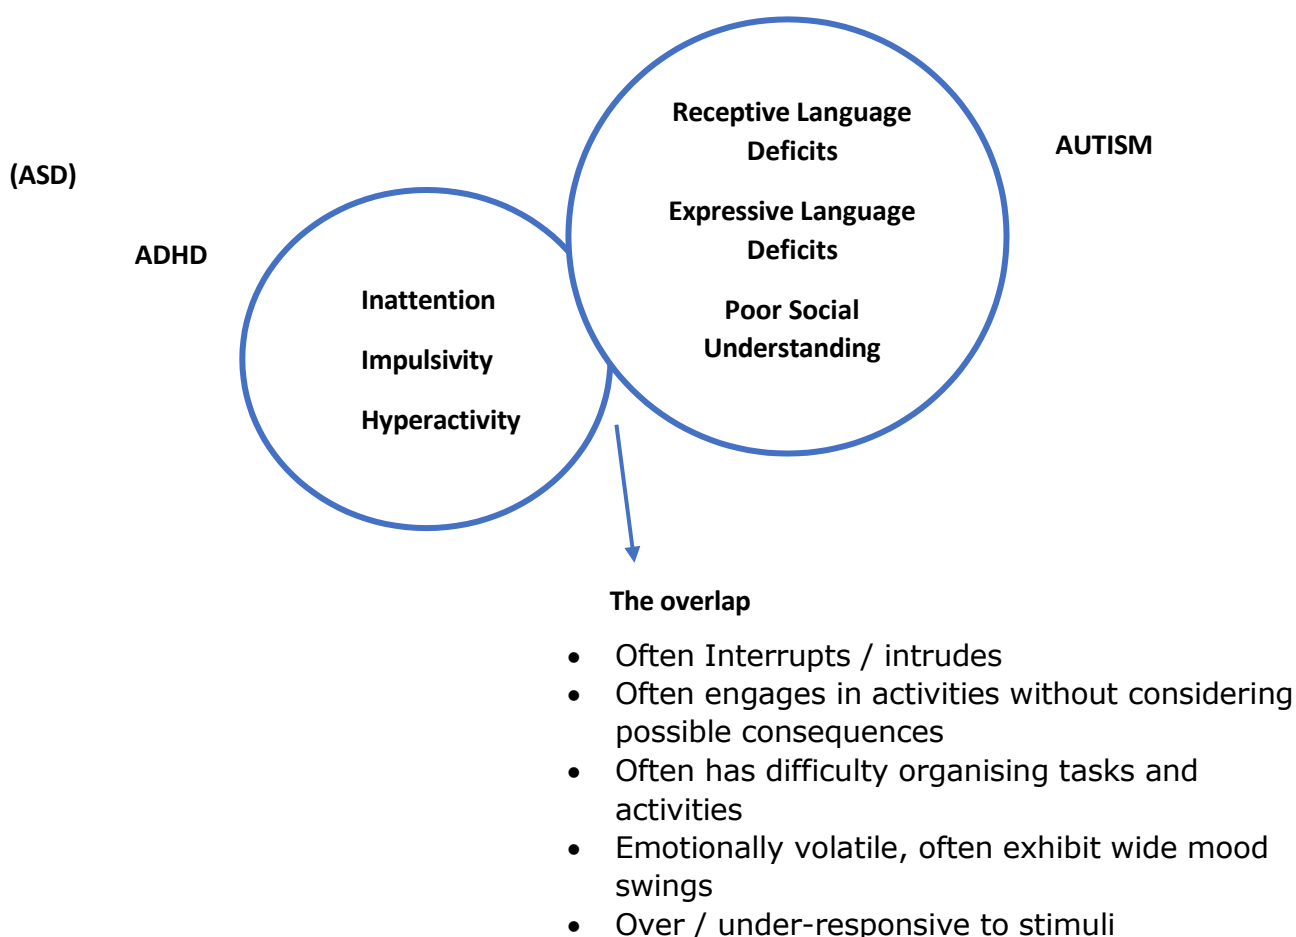 (ASD)
ADHD
Inattention
Impulsivity
Hyperactivity
Receptive Language
Deficits
Expressive Language
Deficits
Poor Social
Understanding
AUTISM
The overlap
• Often Interrupts / intrudes
• Often engages in activities without considering
possible consequences
• Often has difficulty organising tasks and
activities
• Emotionally volatile, often exhibit wide mood
swings
• Over / under-responsive to stimuli